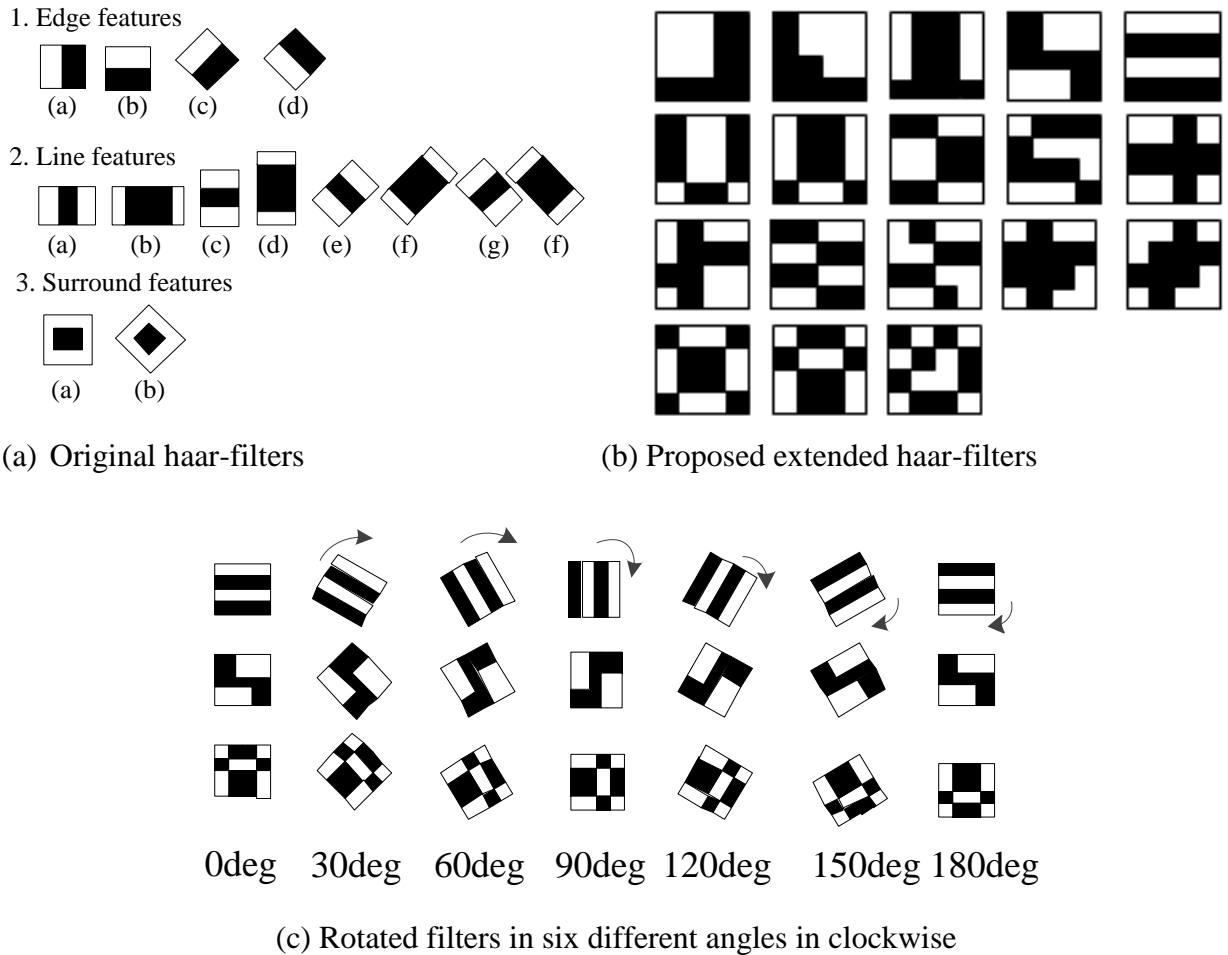 1. Edge features
(a) (b) (c) (d)
2. Line features
(a) (b) (c) (d) (e) (f) (g) (f)
3. Surround features
(a) (b)
(a) Original haar-filters
(b) Proposed extended haar-filters
0deg 30deg 60deg 90deg 120deg 150deg 180deg
(c) Rotated filters in six different angles in clockwise